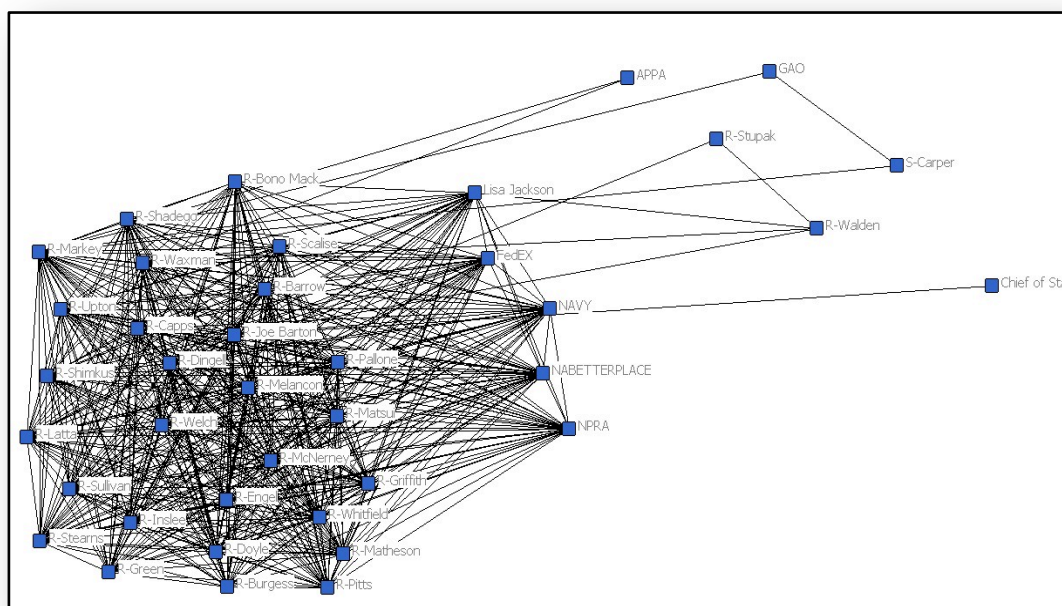 APPA
GAO
R-Stupak
S-Carper
R-Bono Mack
Lisa Jackson
R-Shadegg
R-Walden
R-Markey
R-Scalise
R-Waxman
FedEX
Chief of Sta
R-Barrow
R-Upton
NAVY
R-Capps
R-Joe Barton
R-Dingell
R-Pallone
R-Shimkus
NABETTERPLACE
R-Melancon
R-Matsui
R-Welch
NPRA
R-Latta
R-McNerney
R-Griffith
R-Sullivan
R-Engel
R-Whitfield
R-Inslee
R-Stearns
R-Doyle
R-Matheson
R-Green
R-Burgess
R-Pitts